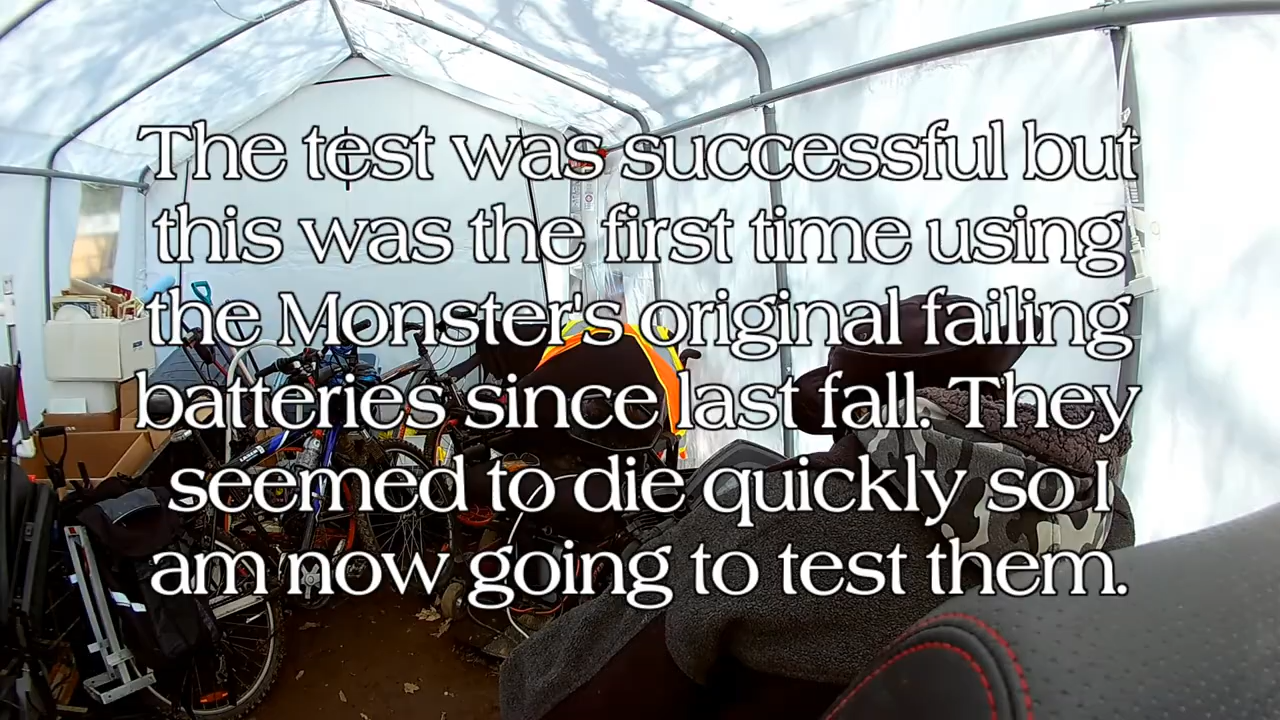 The test was successful but
this was the first time using
the Monster's original failing
batteries since last fall. They
seemed to die quickly so I
am now going to test them.